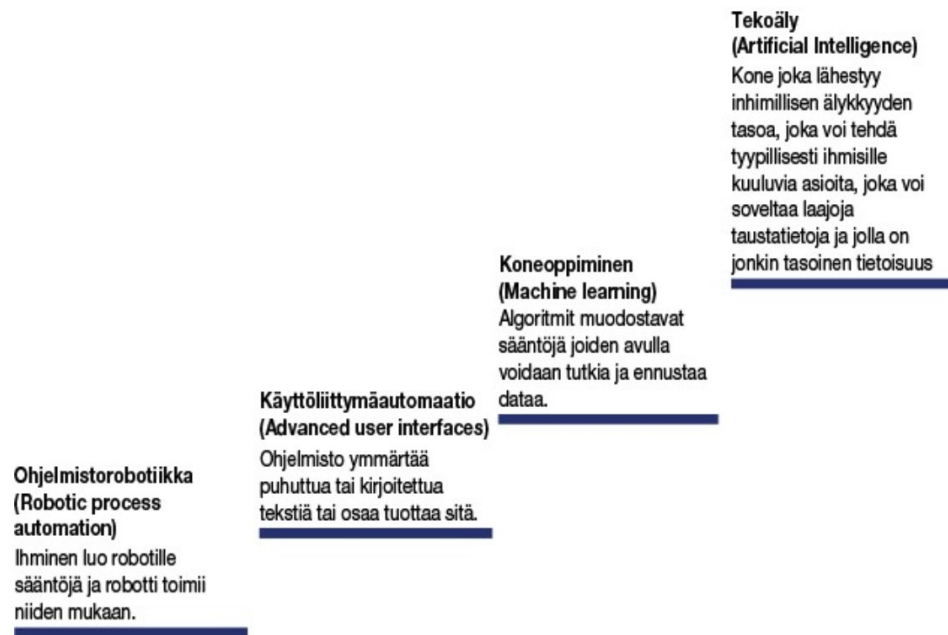 Tekoäly
(Artificial Intelligence)
Kone joka lähestyy
inhimillisen älykkyyden
tasoa, joka voi tehdä
tyypillisesti ihmisille
kuuluvia asioita, joka voi
soveltaa laajoja
taustatietoja ja jolla on
jonkin tasoinen tietoisuus
Koneoppiminen
(Machine learning)
Algoritmit muodostavat
sääntöjä joiden avulla
voidaan tutkia ja ennustaa
dataa.
Käyttöliittymäautomaatio
(Advanced user interfaces)
Ohjelmisto ymmärtää
puhuttua tai kirjoitettua
tekstiä tai osaa tuottaa sitä.
Ohjelmistorobotiikka
(Robotic process
automation)
Ihminen luo robotille
sääntöjä ja robotti toimii
niiden mukaan.